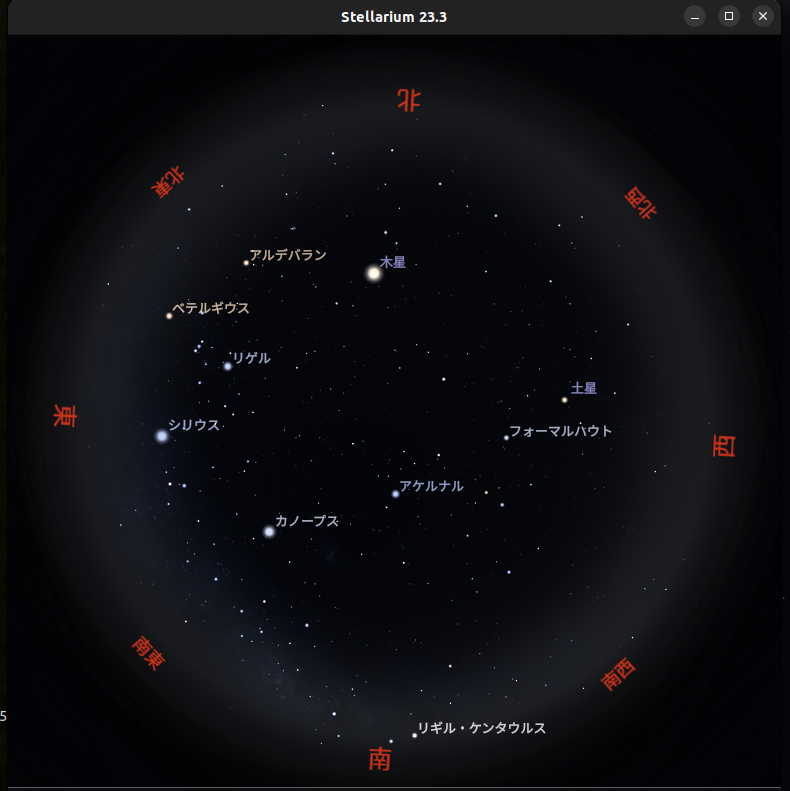 Stellarium 23.3
北
北東
北西
アルデバラン
木星
ベテルギウス
リゲル
土星
東
シリウス
フォーマルハウト
西
アケルナル
カノープス
南東
南西
5
リギル・ケンタウルス
南